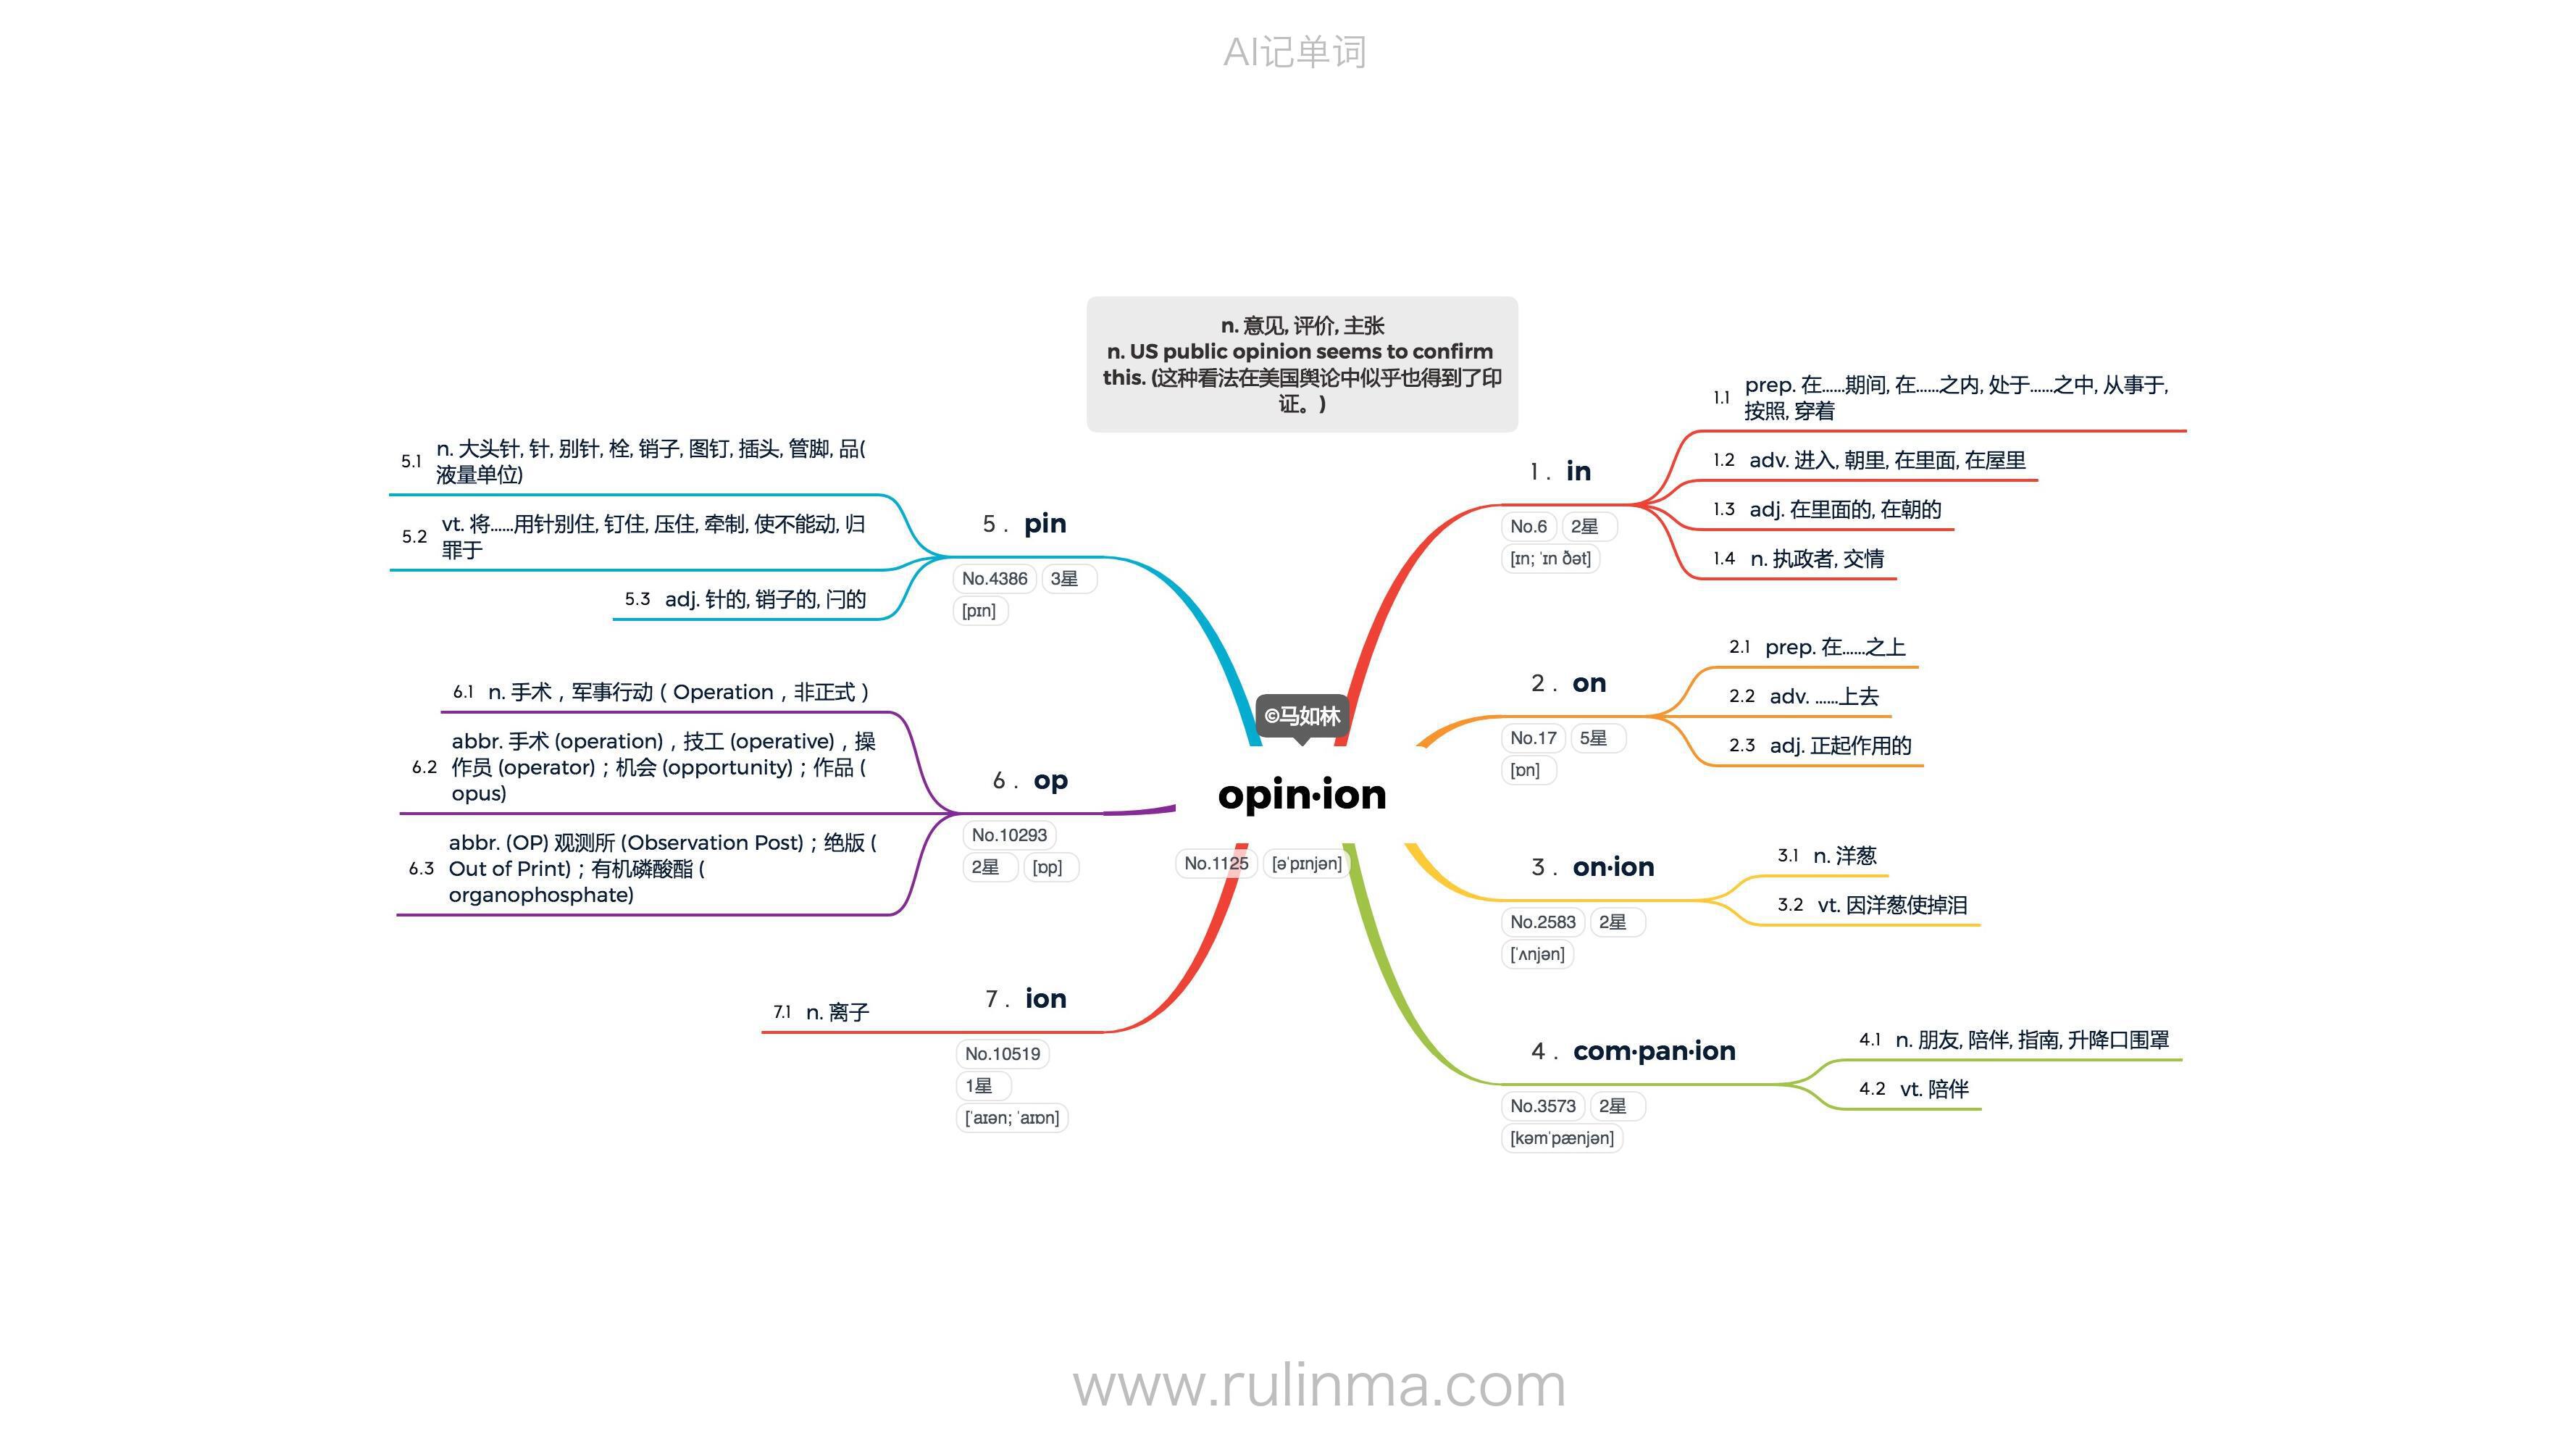 AI记单词
n. 意见, 评价, 主张
n. US public opinion seems to confirm
this. (这种看法在美国舆论中似乎也得到了印
证。)
©马如林
opin·ion
No.1125 [əˈpɪnjən]
1. in
No.6 2星
[ɪn; ˈɪn ðət]
1.1 prep. 在......期间, 在......之内, 处于......之中, 从事于,
按照, 穿着
1.2 adv. 进入, 朝里, 在里面, 在屋里
1.3 adj. 在里面的, 在朝的
1.4 n. 执政者, 交情
2. on
No.17 5星
[ɒn]
2.1 prep. 在......之上
2.2 adv. ......上去
2.3 adj. 正起作用的
3. on·ion
No.2583 2星
[ˈʌnjən]
3.1 n. 洋葱
3.2 vt. 因洋葱使掉泪
4. com·pan·ion
No.3573 2星
[kəmˈpænjən]
4.1 n. 朋友, 陪伴, 指南, 升降口围罩
4.2 vt. 陪伴
5. pin
No.4386 3星
[pɪn]
5.1 n. 大头针, 针, 别针, 栓, 销子, 图钉, 插头, 管脚, 品(
液量单位)
5.2 vt. 将......用针别住, 钉住, 压住, 牵制, 使不能动, 归
罪于
5.3 adj. 针的, 销子的, 闩的
6. op
No.10293
2星 [ɒp]
6.1 n. 手术，军事行动（Operation，非正式）
6.2 abbr. 手术 (operation)，技工 (operative)，操
作员 (operator)；机会 (opportunity)；作品 (
opus)
6.3 abbr. (OP) 观测所 (Observation Post)；绝版 (
Out of Print)；有机磷酸酯 (
organophosphate)
7. ion
No.10519
1星
[ˈaɪən; ˈaɪɒn]
7.1 n. 离子
www.rulinma.com